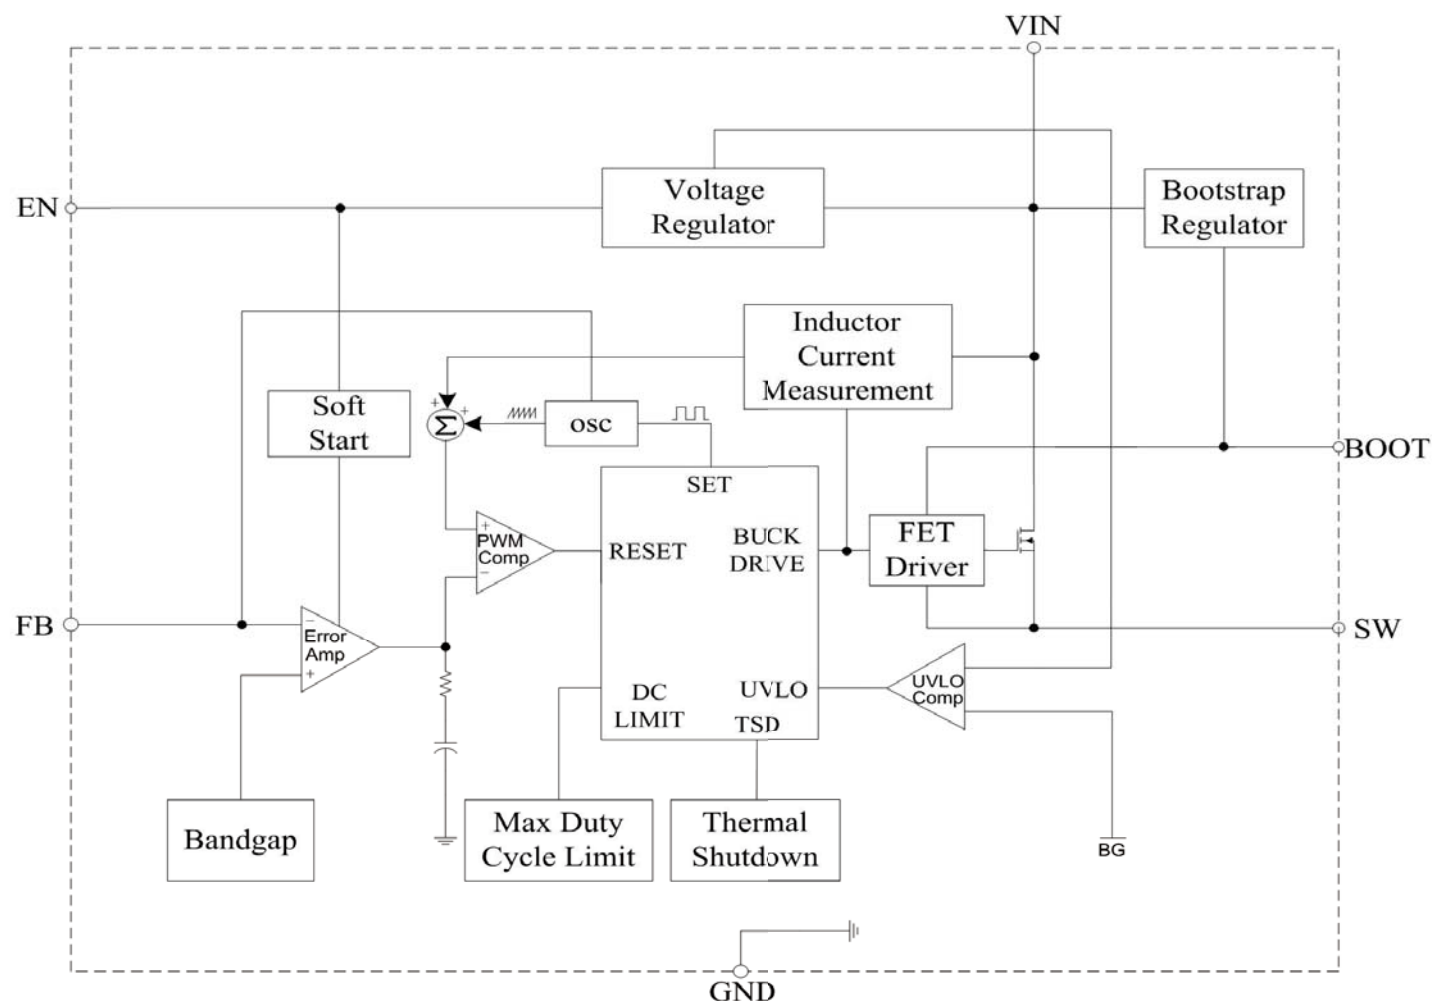 VIN
EN
Voltage
Regulator
Bootstrap
Regulator
Inductor
Current
Measurement
Soft
Start
+
+
Σ
osc
BOOT
SET
+
PWM
Comp
−
RESET
BUCK
DRIVE
FET
Driver
FB
−
Error
Amp
+
SW
DC
LIMIT
UVLO
TSD
UVLO
Comp
Bandgap
Max Duty
Cycle Limit
Thermal
Shutdown
BG
GND